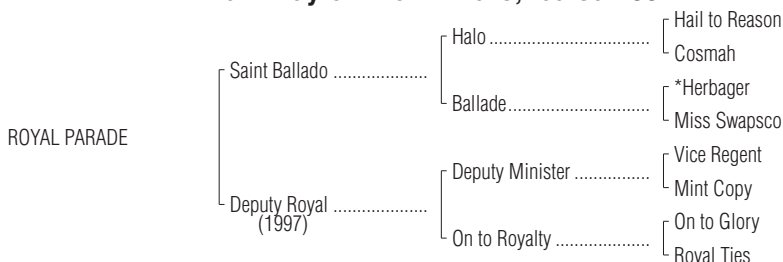 Hail to Reason
Halo ................................
Cosmah
Saint Ballado ...................
*Herbager
Ballade............................
Miss Swapsco
ROYAL PARADE
Vice Regent
Deputy Minister ...............
Mint Copy
Deputy Royal ...................
(1997)
On to Glory
On to Royalty ...................
Royal Ties